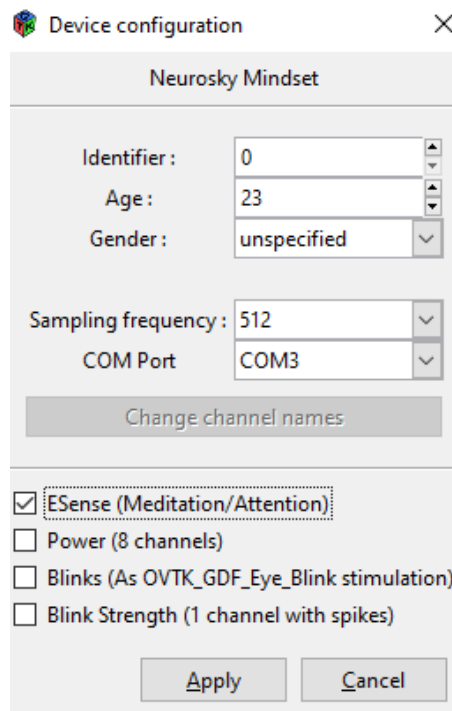 Device configuration
Neurosky Mindset
Identifier : 0
Age : 23
Gender : unspecified
Sampling frequency : 512
COM Port COM3
Change channel names
ESense (Meditation/Attention)
Power (8 channels)
Blinks (As OVTK_GDF_Eye_Blink stimulation)
Blink Strength (1 channel with spikes)
Apply Cancel